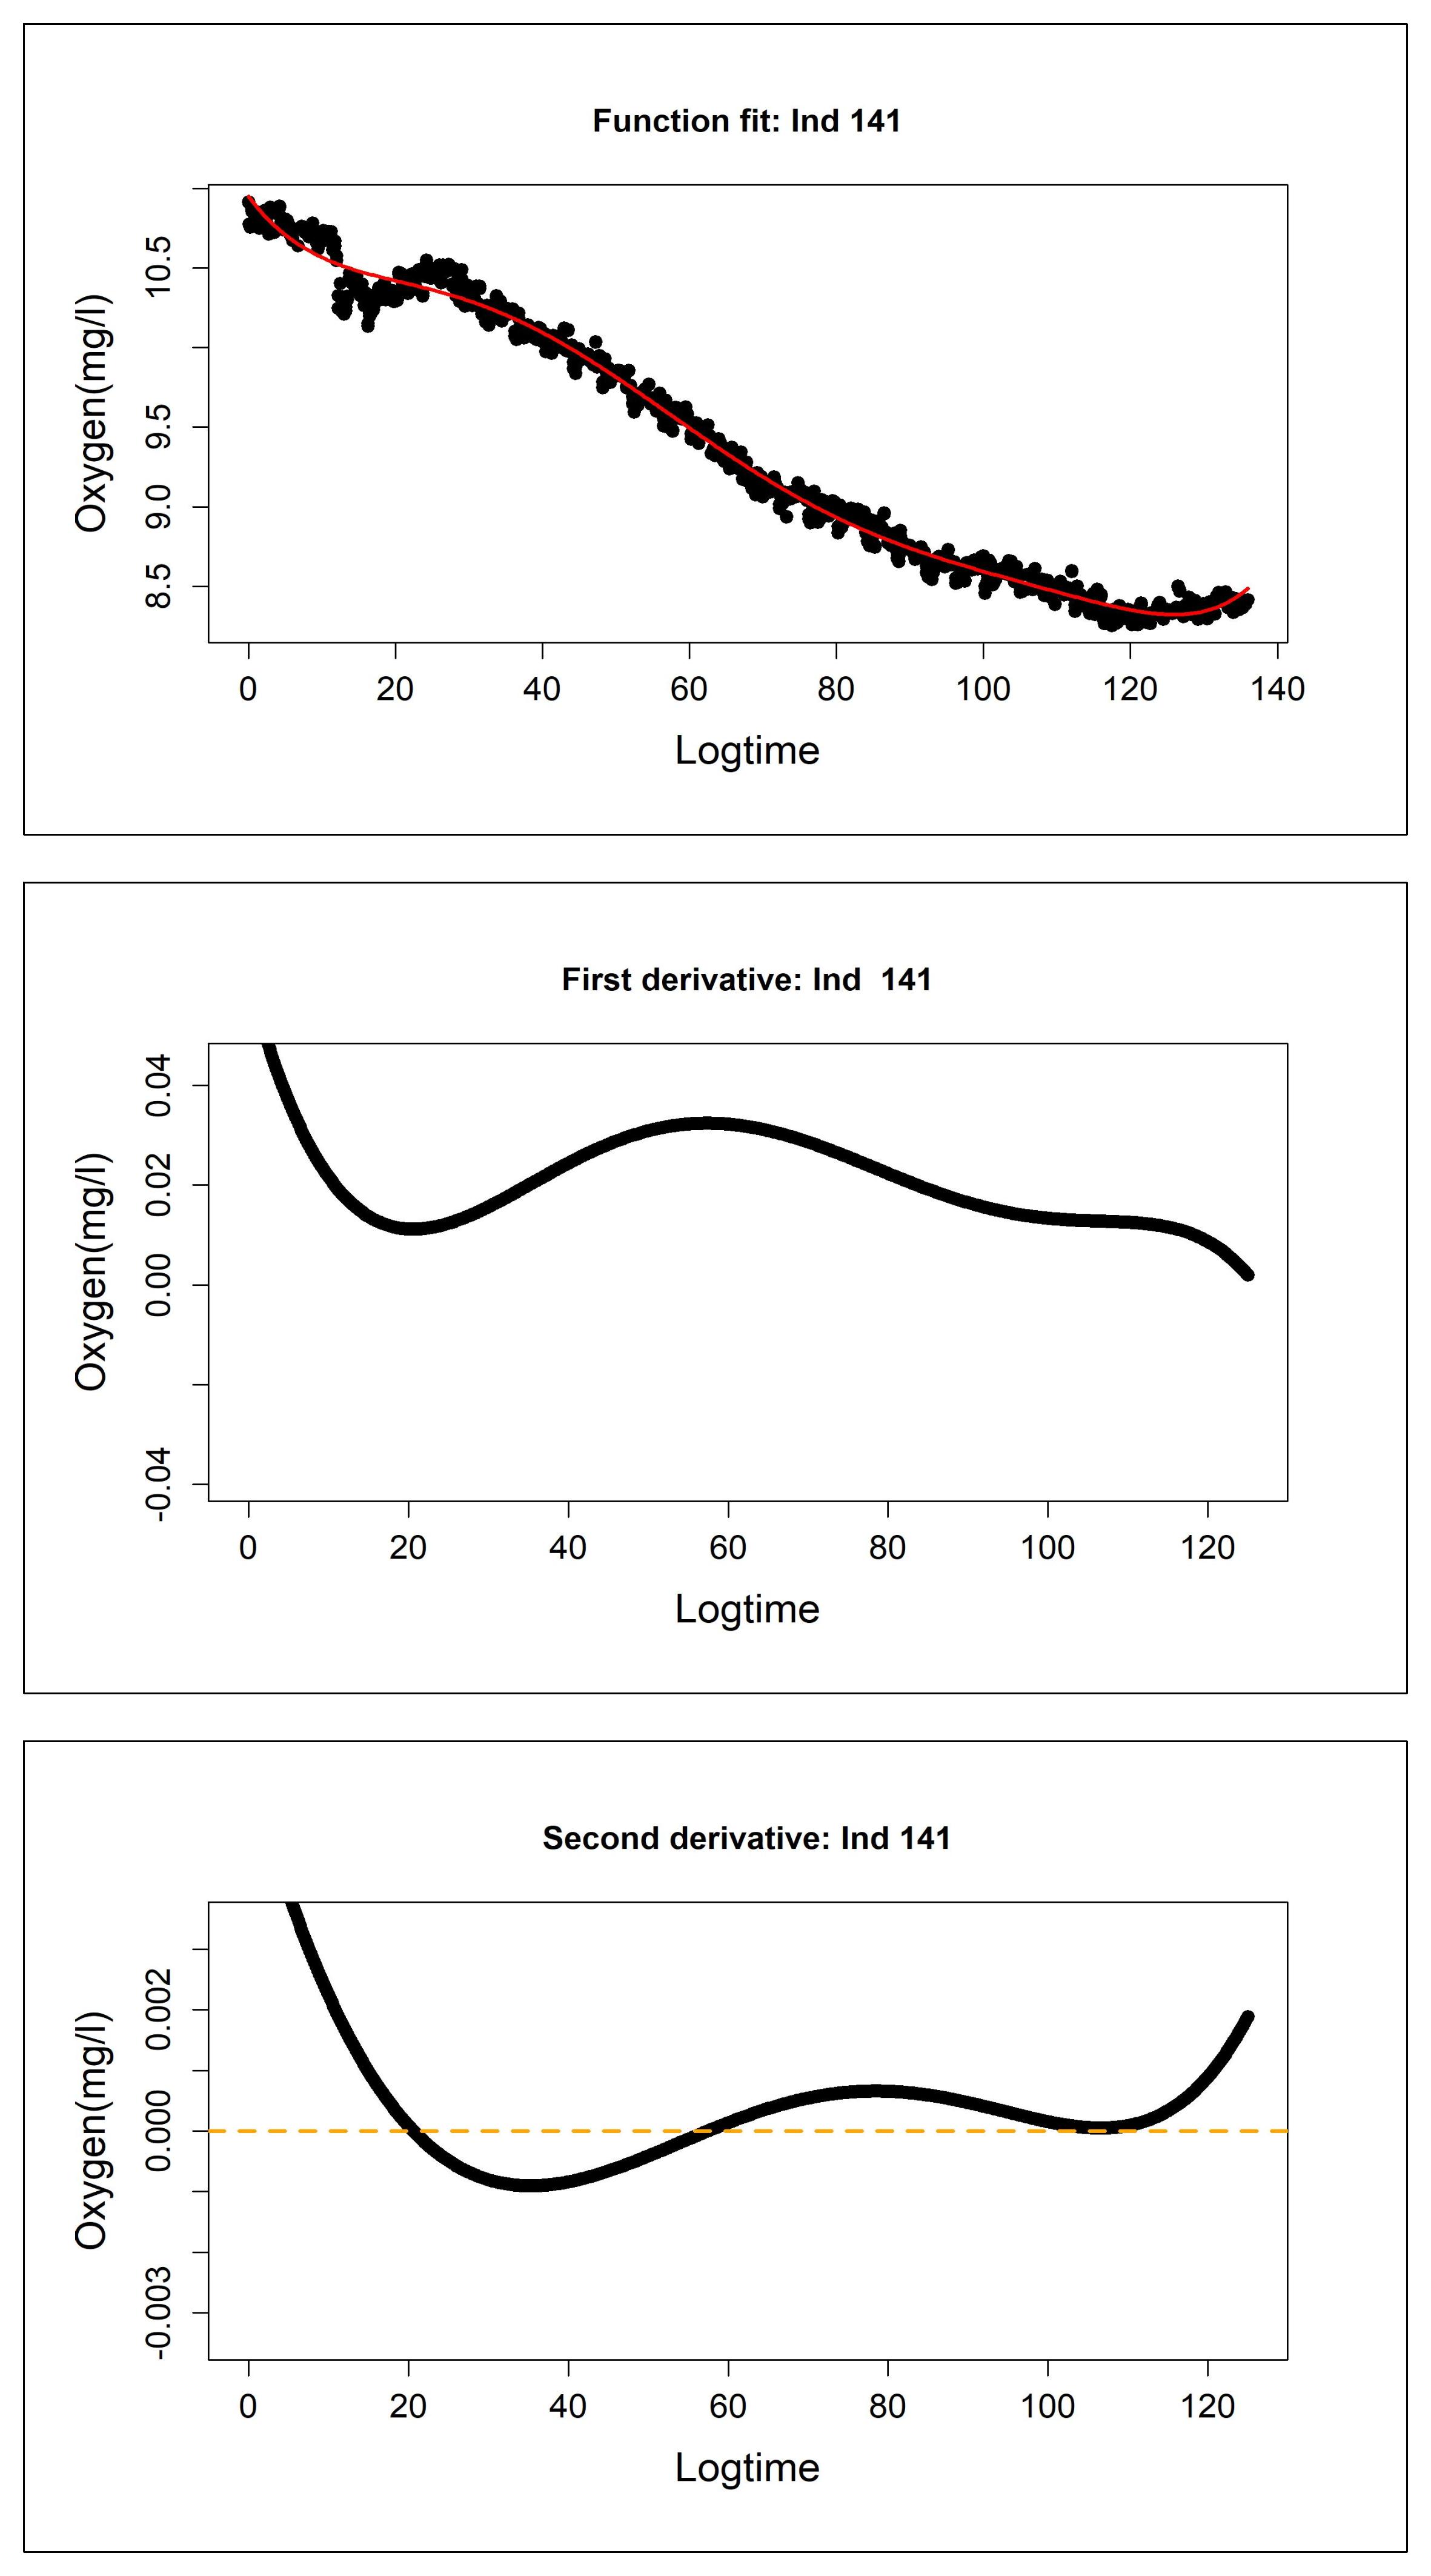 Function fit: Ind 141
Oxygen(mg/l)
10.5
9.5
9.0
8.5
0 20 40 60 80 100 120 140
Logtime
First derivative: Ind  141
Oxygen(mg/l)
0.04
0.02
0.00
-0.04
0 20 40 60 80 100 120
Logtime
Second derivative: Ind 141
Oxygen(mg/l)
0.002
0.000
-0.003
0 20 40 60 80 100 120
Logtime